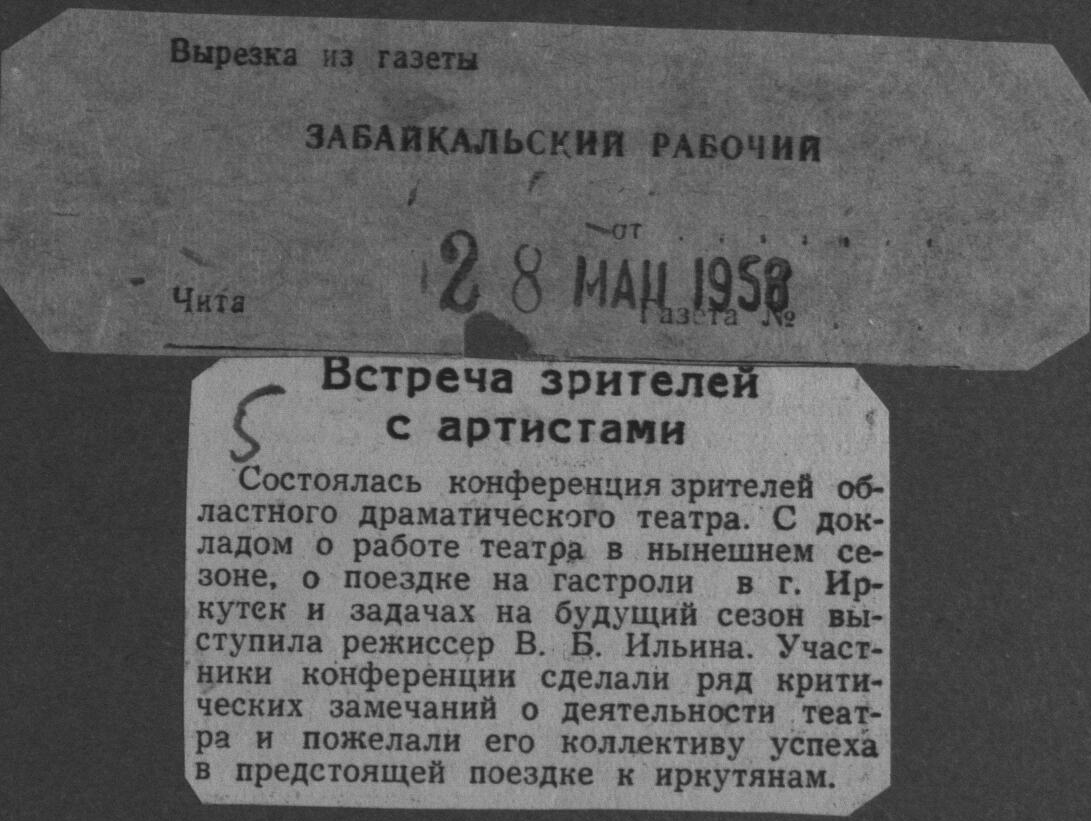 Вырезка из газеты
ЗАБАЙКАЛЬСКИЙ РАБОЧИЙ
от . . . . . . .
28 МАЙ 1958
Чита
Газета № . . . .
Встреча зрителей
с артистами
5
Состоялась конференция зрителей об-
ластного драматического театра. С док-
ладом о работе театра в нынешнем се-
зоне, о поездке на гастроли в г. Ир-
кутск и задачах на будущий сезон вы-
ступила режиссер В. Б. Ильина. Участ-
ники конференции сделали ряд крити-
ческих замечаний о деятельности теат-
ра и пожелали его коллективу успеха
в предстоящей поездке к иркутянам.